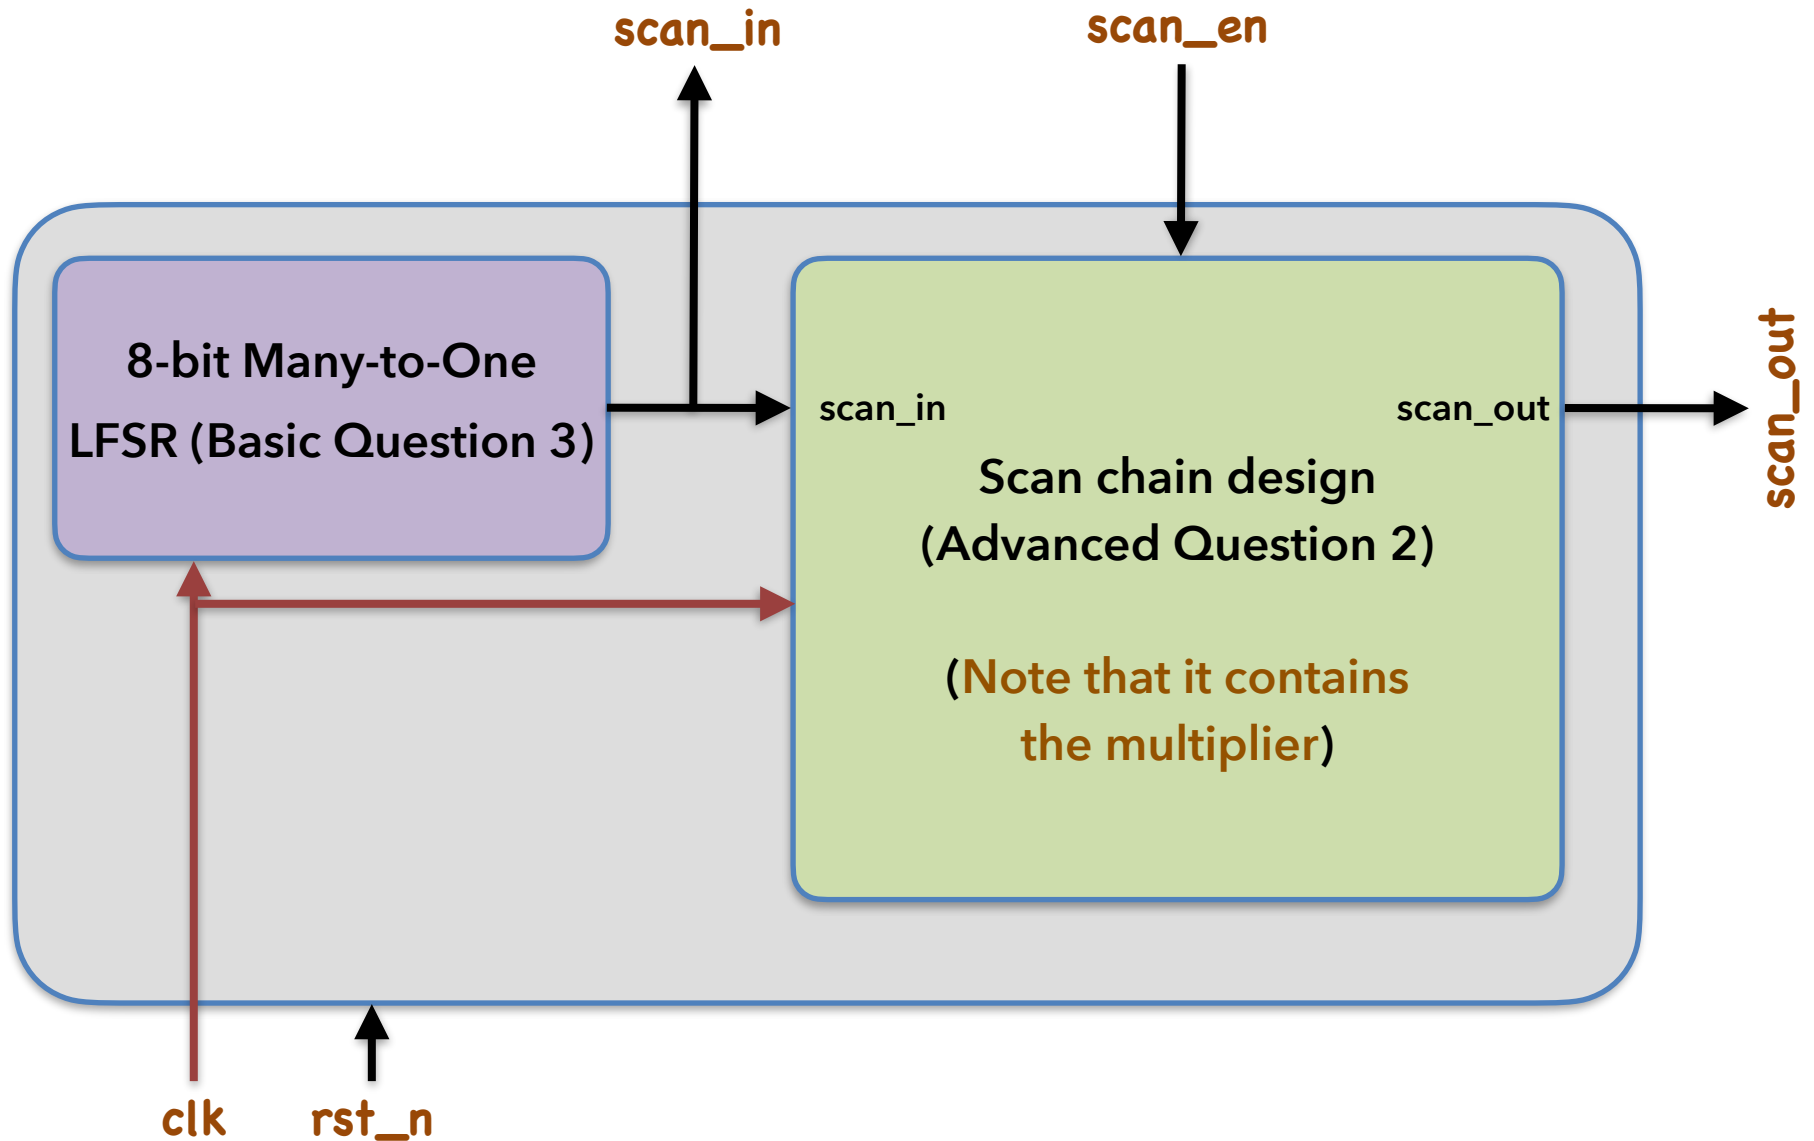 scan_in
scan_en
8-bit Many-to-One
LFSR (Basic Question 3)
scan_in
scan_out
scan_out
Scan chain design
(Advanced Question 2)
(Note that it contains
the multiplier)
clk
rst_n